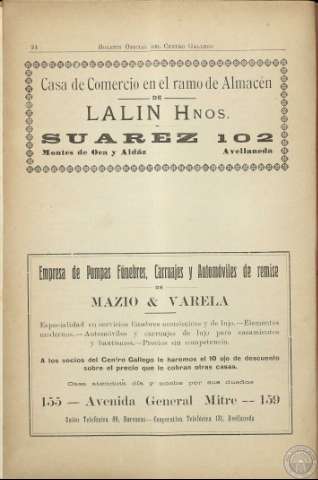 24 Boletin Oficial del Centro Gallego
Casa de Comercio en el ramo de Almacén
DE
LALIN Hnos.
SUAREZ 102
Montes de Oca y Aldáz Avellaneda
Empresa de Pompas Fúnebres, Carruajes y Automóviles de remise
DE
MAZIO & VARELA
Especialidad en servicios fúnebres económicos y de lujo.—Elementos
modernos.—Automóviles y carruajes de lujo para casamientos
y bautismos.—Precios sin competencia.
A los socios del Centro Gallego le haremos el 10 ojo de descuento
sobre el precio que le cobran otras casas.
Casa atencida día y noche por sus dueños
155 — Avenida General Mitre — 159
Unión Telefónica 89, Barracas—Cooperativa Telefónica 131, Avellaneda